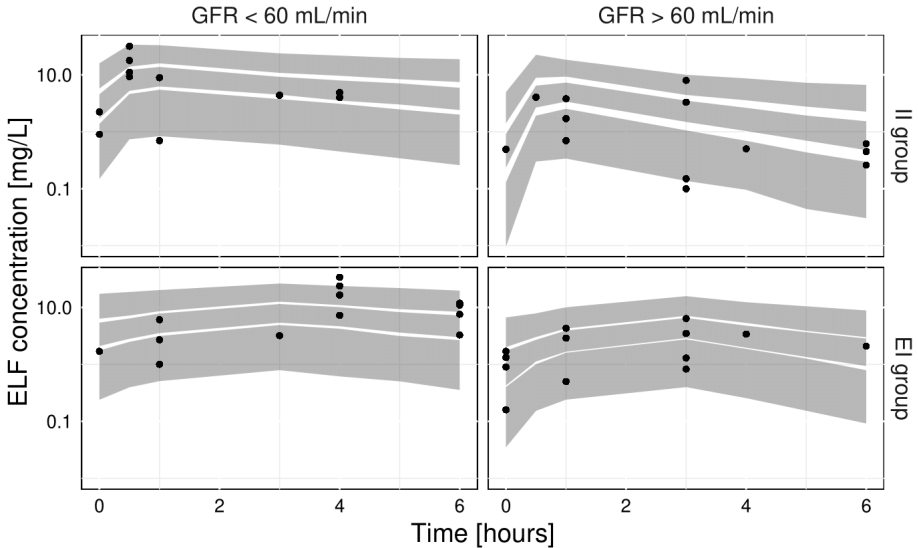 GFR < 60 mL/min
GFR > 60 mL/min
ELF concentration [mg/L]
10.0
0.1
II group
10.0
0.1
EI group
0 2 4 6
0 2 4 6
Time [hours]